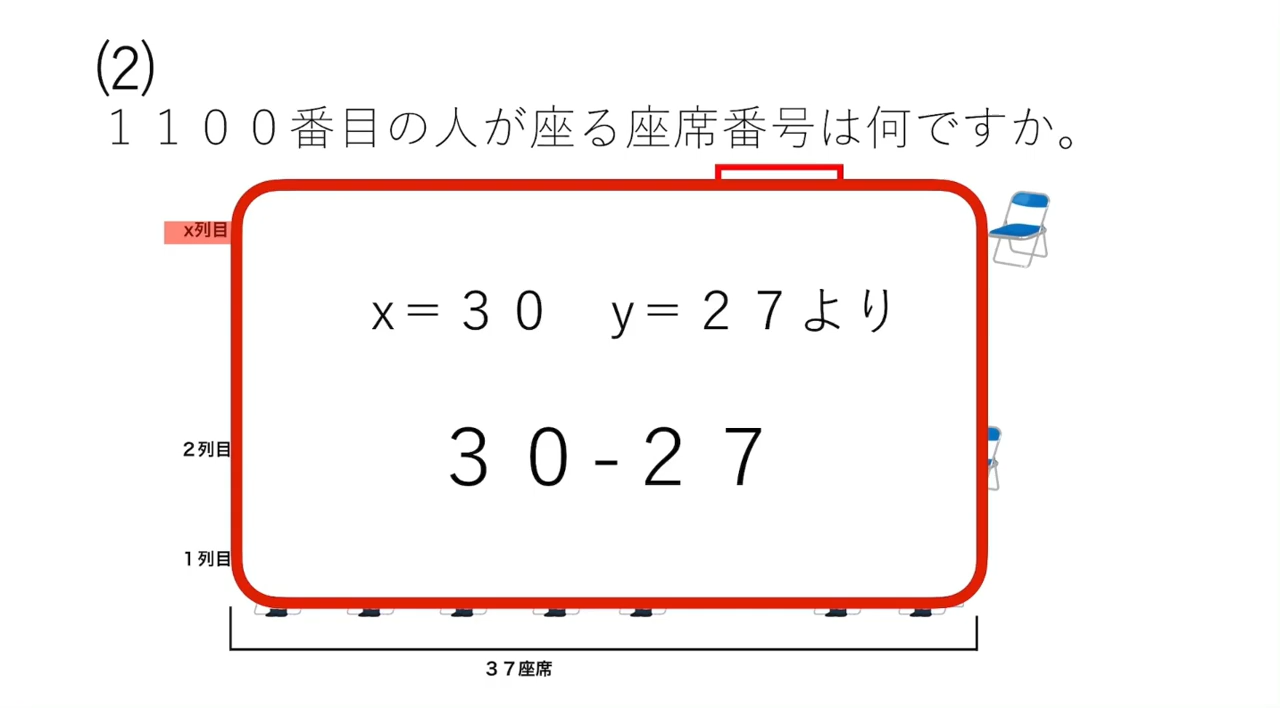 (2)
１１００番目の人が座る座席番号は何ですか。
x列目
x＝３０　y＝２７より
３０-２７
２列目
１列目
３７座席